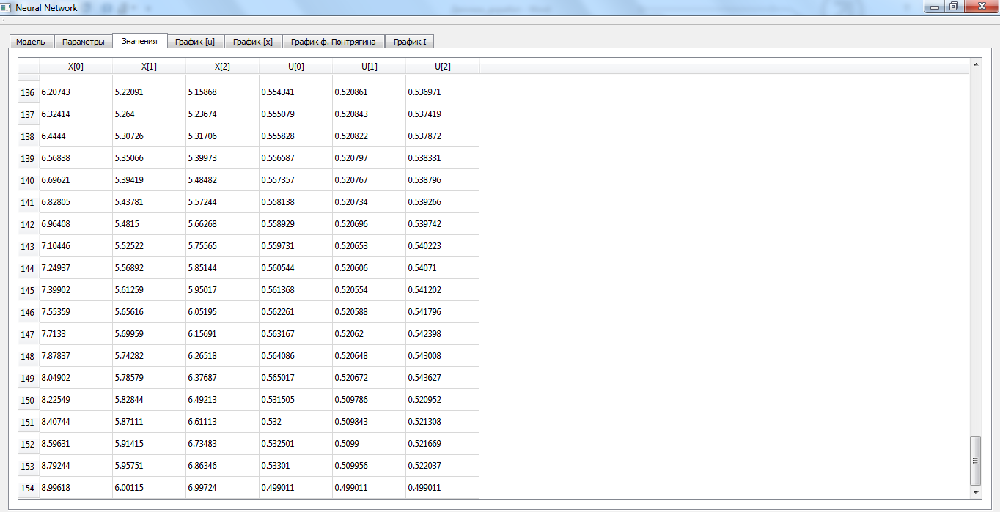 Neural Network
Модель Параметры Значения График [u] График [x] График ф. Понтрягина График I
X[0] X[1] X[2] U[0] U[1] U[2]
136 6.20743 5.22091 5.15868 0.554341 0.520861 0.536971
137 6.32414 5.264 5.23674 0.555079 0.520843 0.537419
138 6.4444 5.30726 5.31706 0.555828 0.520822 0.537872
139 6.56838 5.35066 5.39973 0.556587 0.520797 0.538331
140 6.69621 5.39419 5.48482 0.557357 0.520767 0.538796
141 6.82805 5.43781 5.57244 0.558138 0.520734 0.539266
142 6.96408 5.4815 5.66268 0.558929 0.520696 0.539742
143 7.10446 5.52522 5.75565 0.559731 0.520653 0.540223
144 7.24937 5.56892 5.85144 0.560544 0.520606 0.54071
145 7.39902 5.61259 5.95017 0.561368 0.520554 0.541202
146 7.55359 5.65616 6.05195 0.562261 0.520588 0.541796
147 7.7133 5.69959 6.15691 0.563167 0.52062 0.542398
148 7.87837 5.74282 6.26518 0.564086 0.520648 0.543008
149 8.04902 5.78579 6.37687 0.565017 0.520672 0.543627
150 8.22549 5.82844 6.49213 0.531505 0.509786 0.520952
151 8.40744 5.87111 6.61113 0.532 0.509843 0.521308
152 8.59631 5.91415 6.73483 0.532501 0.5099 0.521669
153 8.79244 5.95751 6.86346 0.53301 0.509956 0.522037
154 8.99618 6.00115 6.99724 0.499011 0.499011 0.499011